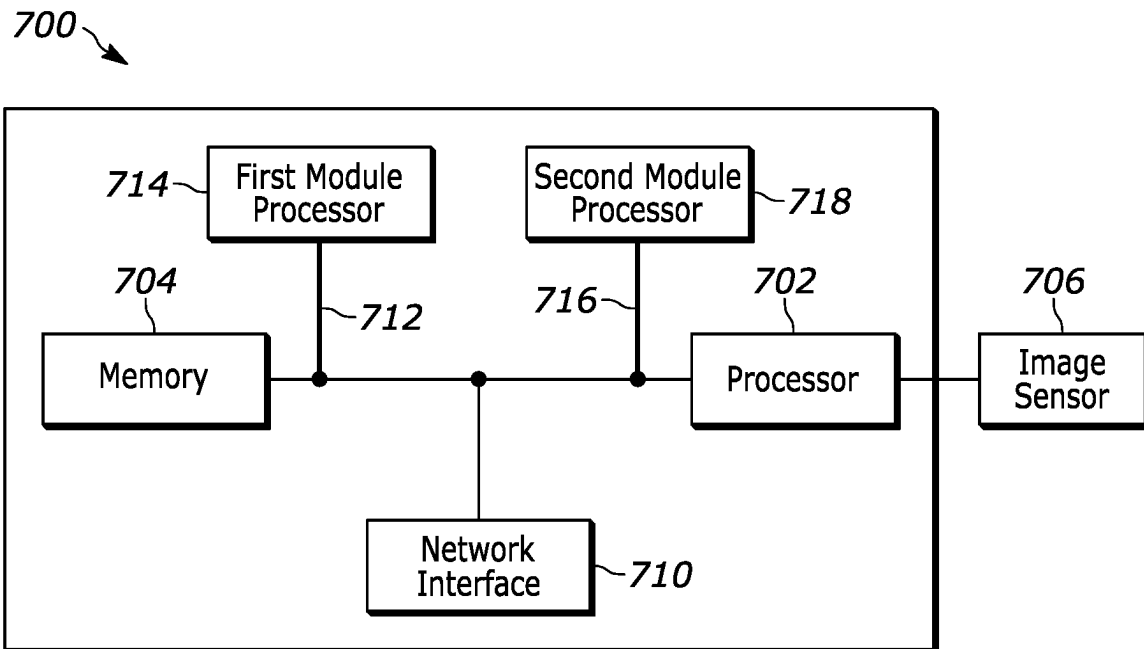 700
714
First Module
Processor
Second Module
Processor
718
704
712
716
702
706
Memory
Processor
Image
Sensor
Network
Interface
710